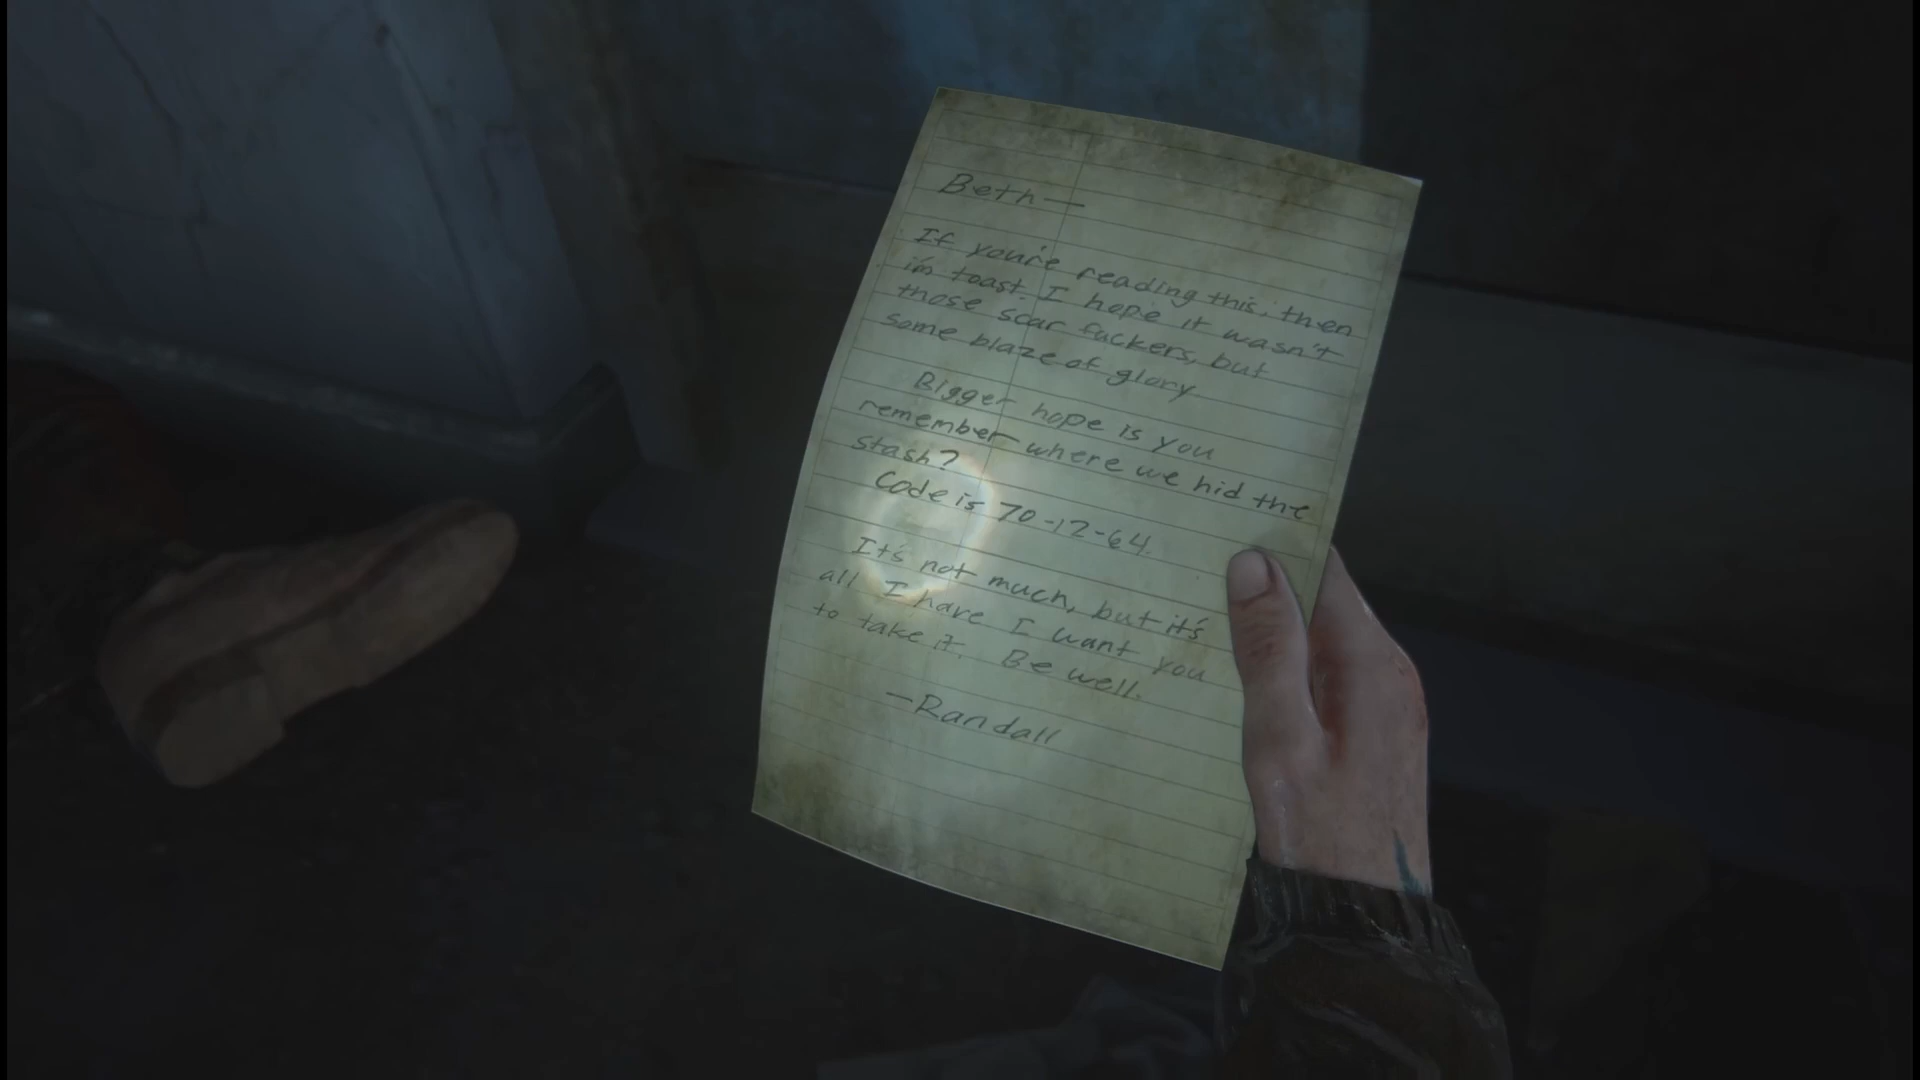 Beth—
If you're reading this, then
i'm toast. I hope it wasn't
those scar fuckers, but
some blaze of glory.
Bigger hope is you
remember where we hid the
stash?
Code is 70-12-64.
It's not much, but it's
all I have I want you
to take it. Be well.
—Randall